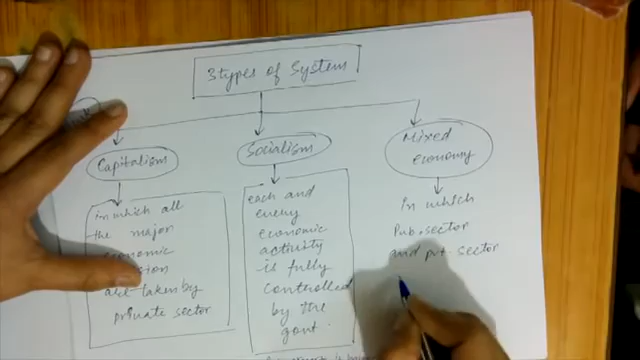 3types of System
Capitalism
Socialism
Mixed
economy
in which all
the major
economic
are taken by
private sector
each and
every
economic
activity
is fully
controlled
by the
govt.
in which
Pub. sector
and pvt. sector